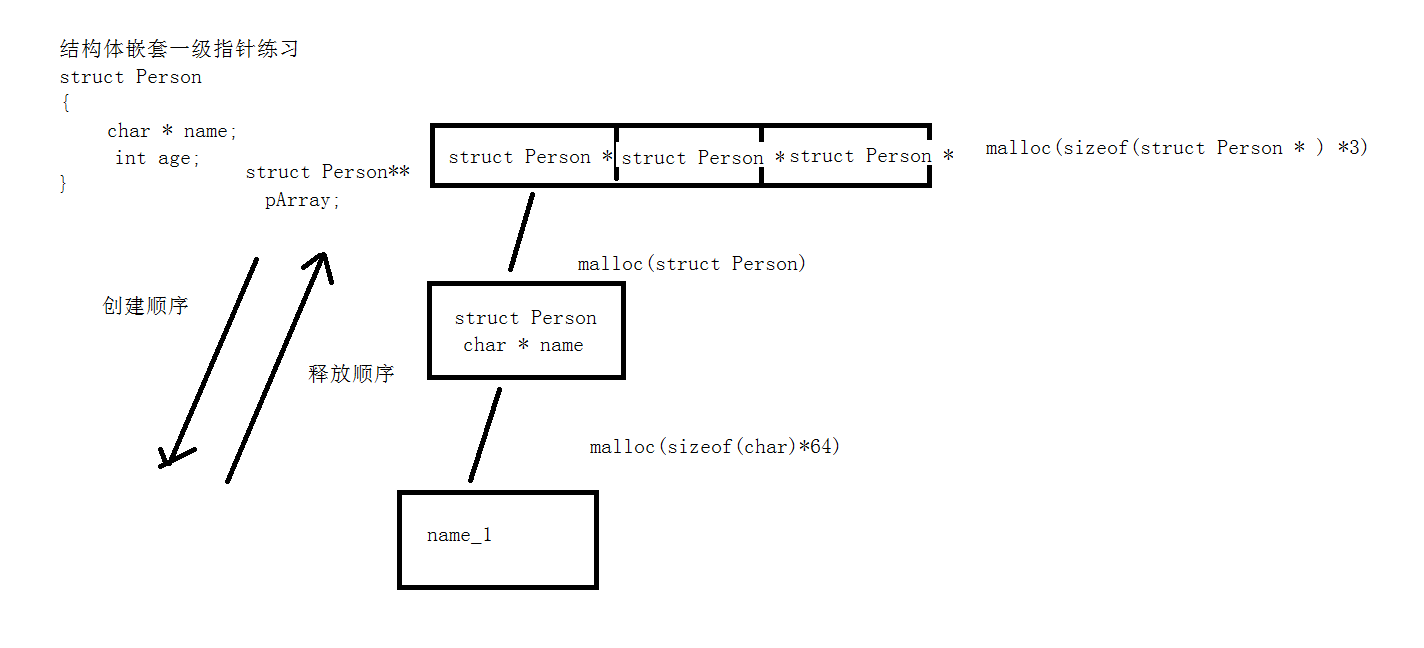 结构体嵌套一级指针练习
struct Person
{
char * name;
int age;
}
struct Person**
pArray;
struct Person *
struct Person *
struct Person *
malloc(sizeof(struct Person * ) *3)
malloc(struct Person)
创建顺序
struct Person
char * name
释放顺序
malloc(sizeof(char)*64)
name_1